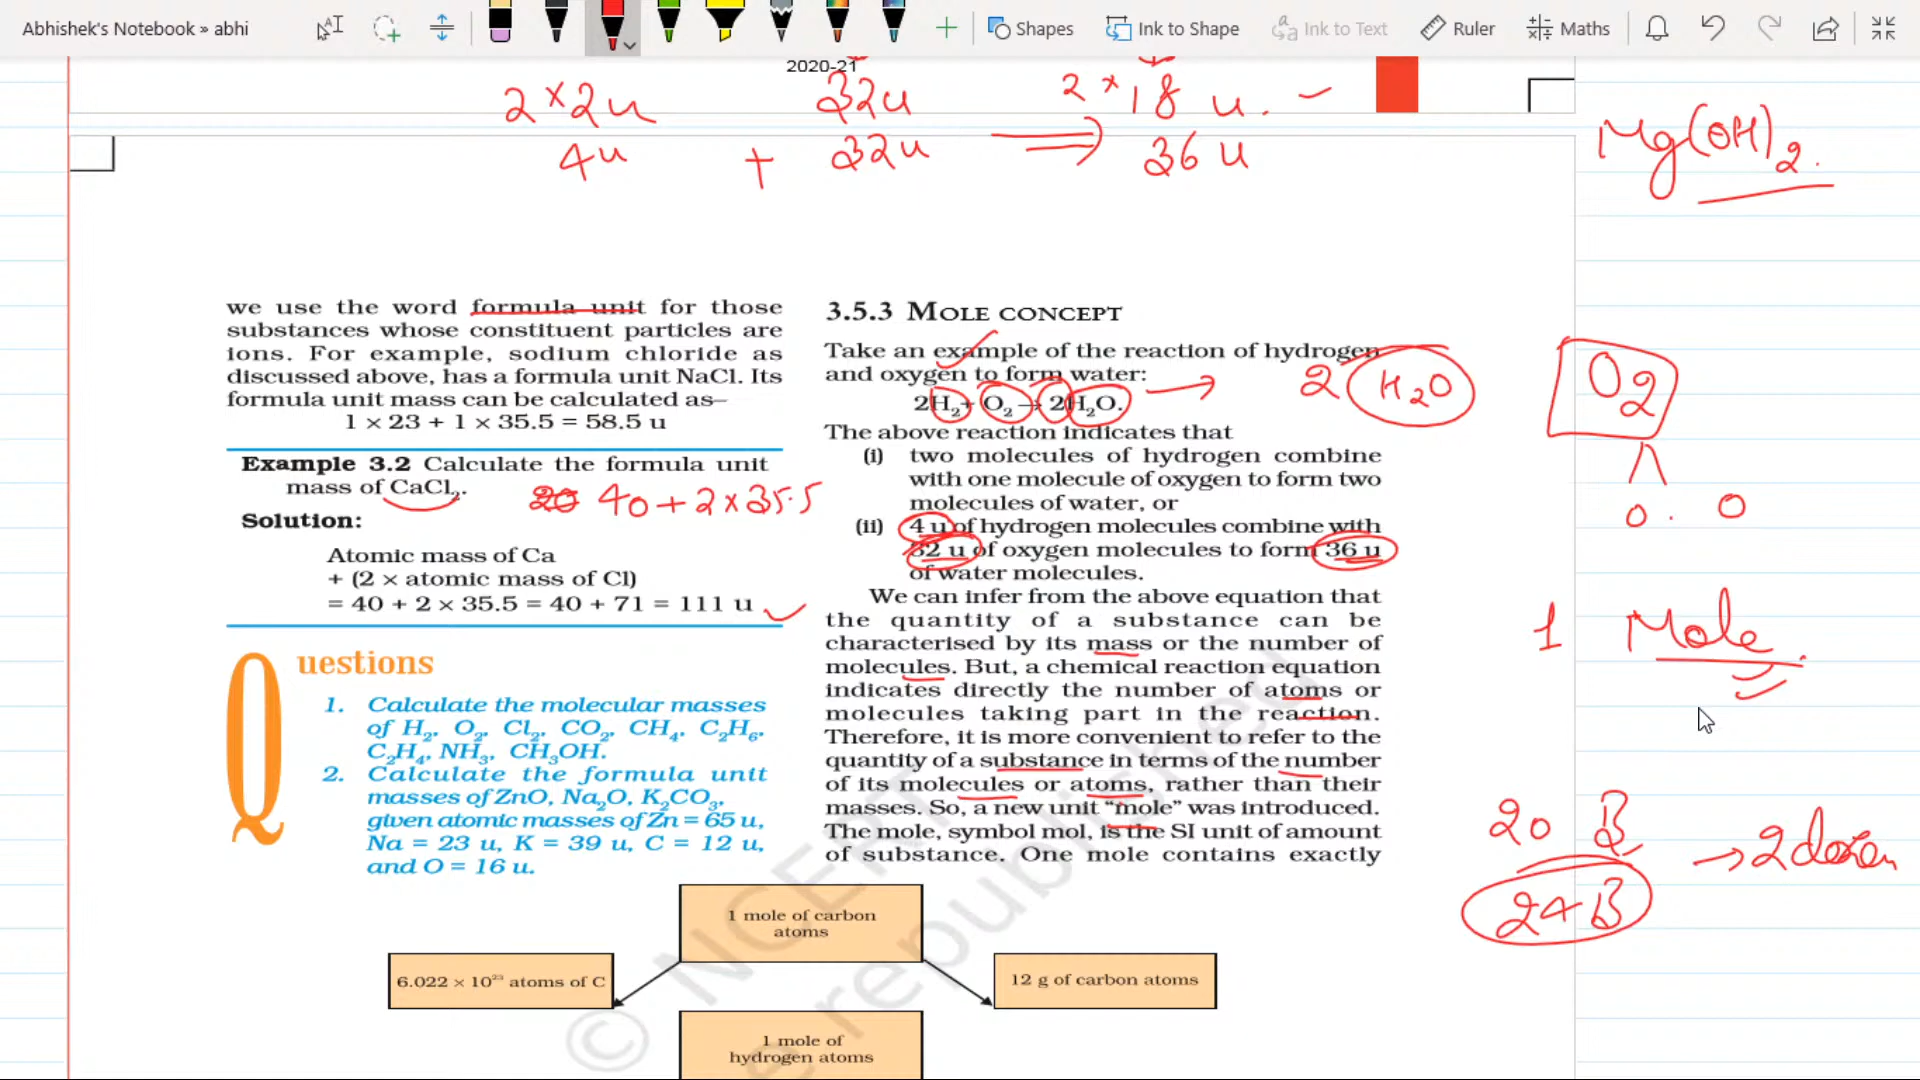 Abhishek's Notebook » abhi
Shapes
Ink to Shape
Ink to Text
Ruler
Maths
2020-21
2 × 2u 32u 2 × 18 u.
4u + 32u ⟹ 36 u
Mg(OH)₂.
we use the word formula unit for those
substances whose constituent particles are
ions. For example, sodium chloride as
discussed above, has a formula unit NaCl. Its
formula unit mass can be calculated as–
1 × 23 + 1 × 35.5 = 58.5 u
Example 3.2 Calculate the formula unit
mass of CaCl₂.
20 40 + 2 × 35.5
Solution:
Atomic mass of Ca
+ (2 × atomic mass of Cl)
= 40 + 2 × 35.5 = 40 + 71 = 111 u
Questions
1. Calculate the molecular masses
of H₂, O₂, Cl₂, CO₂, CH₄, C₂H₆,
C₂H₄, NH₃, CH₃OH.
2. Calculate the formula unit
masses of ZnO, Na₂O, K₂CO₃,
given atomic masses of Zn = 65 u,
Na = 23 u, K = 39 u, C = 12 u,
and O = 16 u.
3.5.3 MOLE CONCEPT
Take an example of the reaction of hydrogen
and oxygen to form water:
2H₂+ O₂ → 2H₂O.
→ 2 H₂O
The above reaction indicates that
(i) two molecules of hydrogen combine
with one molecule of oxygen to form two
molecules of water, or
(ii) 4 u of hydrogen molecules combine with
32 u of oxygen molecules to form 36 u
of water molecules.
We can infer from the above equation that
the quantity of a substance can be
characterised by its mass or the number of
molecules. But, a chemical reaction equation
indicates directly the number of atoms or
molecules taking part in the reaction.
Therefore, it is more convenient to refer to the
quantity of a substance in terms of the number
of its molecules or atoms, rather than their
masses. So, a new unit “mole” was introduced.
The mole, symbol mol, is the SI unit of amount
of substance. One mole contains exactly
O₂
O . O
1 Mole.
20 B
24 B → 2 dozen
1 mole of carbon
atoms
6.022 × 10²³ atoms of C
12 g of carbon atoms
1 mole of
hydrogen atoms
© NCERT
republished